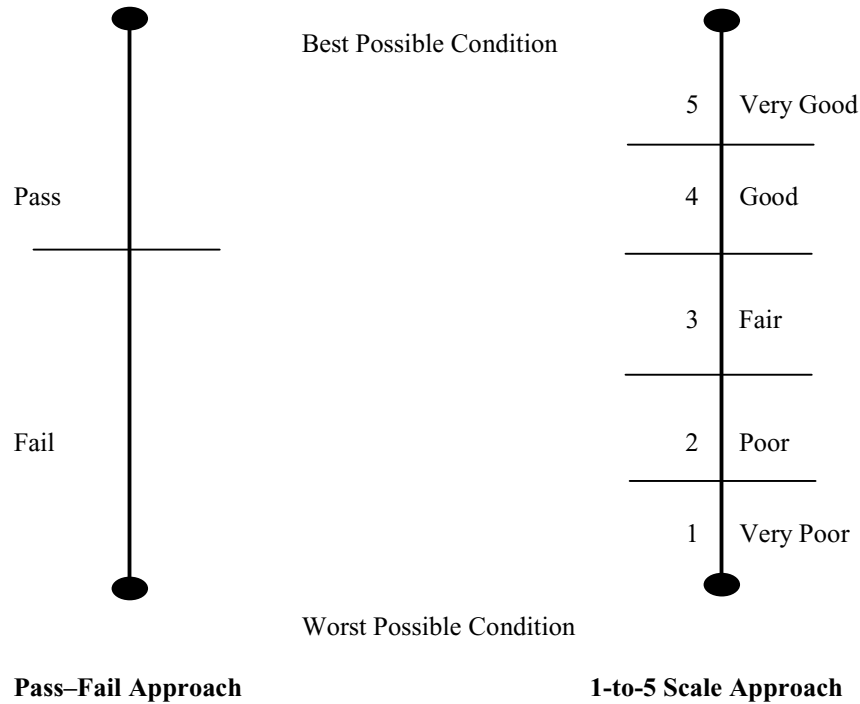 Best Possible Condition
5 Very Good
Pass
4 Good
3 Fair
Fail
2 Poor
1 Very Poor
Worst Possible Condition
Pass–Fail Approach
1-to-5 Scale Approach